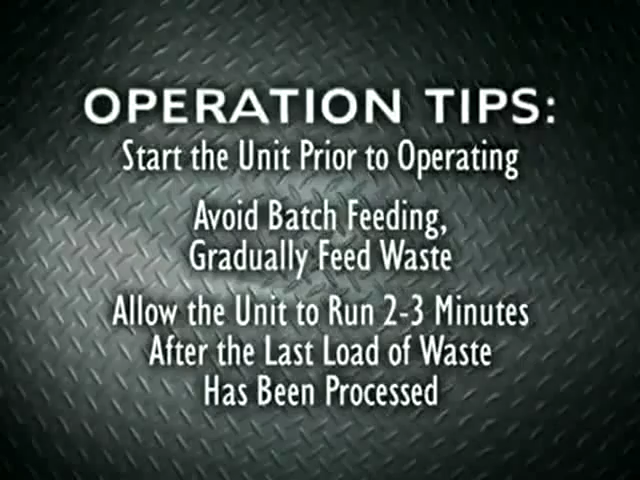 OPERATION TIPS:
Start the Unit Prior to Operating
Avoid Batch Feeding,
Gradually Feed Waste
Allow the Unit to Run 2-3 Minutes
After the Last Load of Waste
Has Been Processed